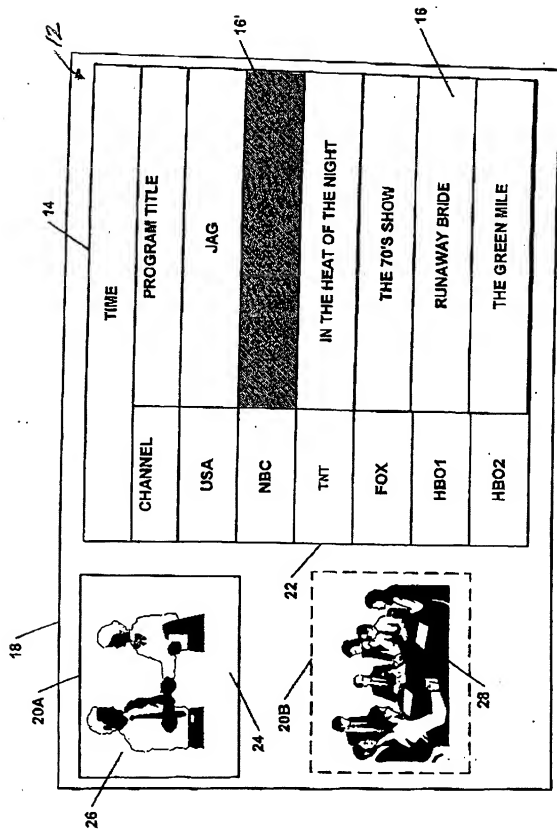 12
14
18
TIME
CHANNEL PROGRAM TITLE
USA JAG
NBC
16'
TNT IN THE HEAT OF THE NIGHT
FOX THE 70'S SHOW
HBO1 RUNAWAY BRIDE
HBO2 THE GREEN MILE
16
20A
26
24
22
20B
28